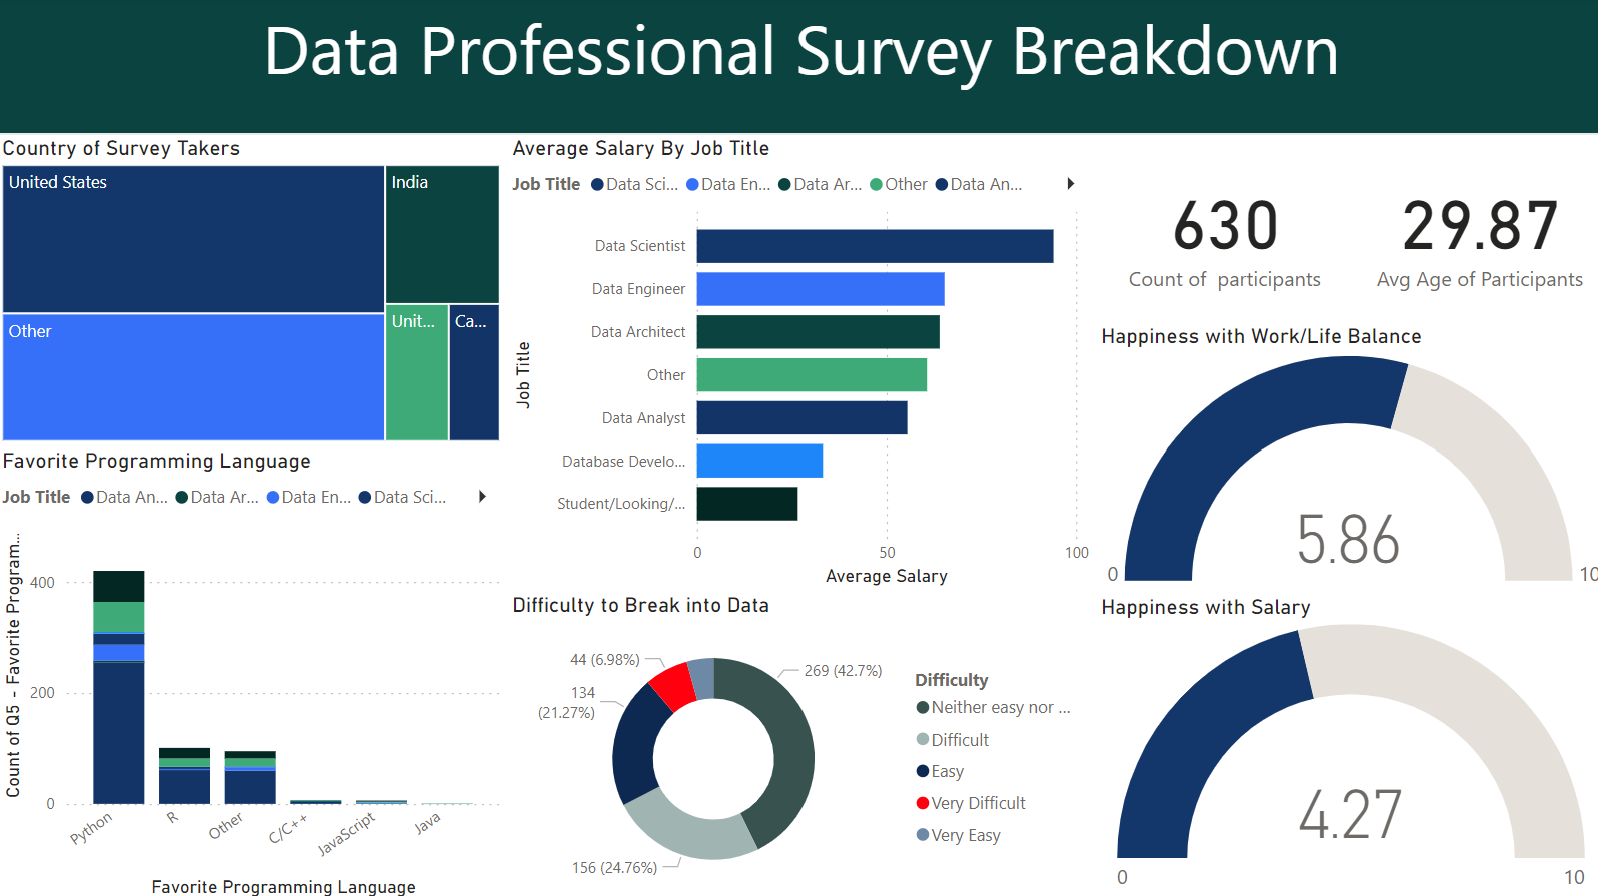 Data Professional Survey Breakdown
Country of Survey Takers
United States
India
Other
Unit...
Ca...
Average Salary By Job Title
Job Title Data Sci... Data En... Data Ar... Other Data An...
Job Title
Data Scientist
Data Engineer
Data Architect
Other
Data Analyst
Database Develo...
Student/Looking/...
0 50 100
Average Salary
630
Count of participants
29.87
Avg Age of Participants
Happiness with Work/Life Balance
5.86
0 10
Favorite Programming Language
Job Title Data An... Data Ar... Data En... Data Sci...
Count of Q5 - Favorite Program...
400
200
0
Python R Other C/C++ JavaScript Java
Favorite Programming Language
Difficulty to Break into Data
44 (6.98%)
269 (42.7%)
134
(21.27%)
156 (24.76%)
Difficulty
Neither easy nor ...
Difficult
Easy
Very Difficult
Very Easy
Happiness with Salary
4.27
0 10